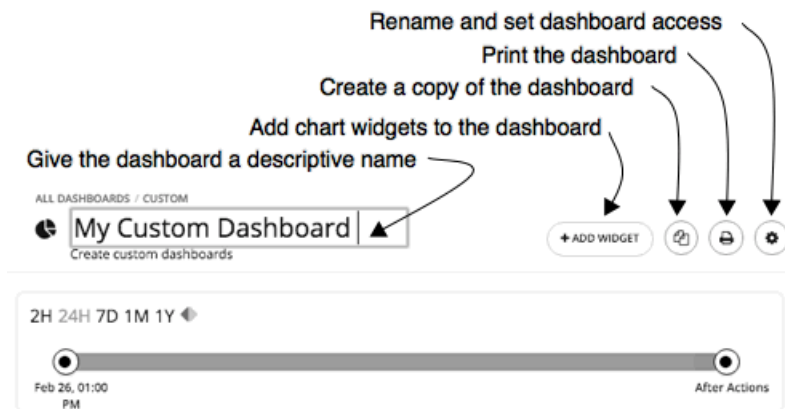 Rename and set dashboard access
Print the dashboard
Create a copy of the dashboard
Add chart widgets to the dashboard
Give the dashboard a descriptive name
ALL DASHBOARDS / CUSTOM
My Custom Dashboard
+ ADD WIDGET
Create custom dashboards
2H 24H 7D 1M 1Y
Feb 26, 01:00
PM
After Actions